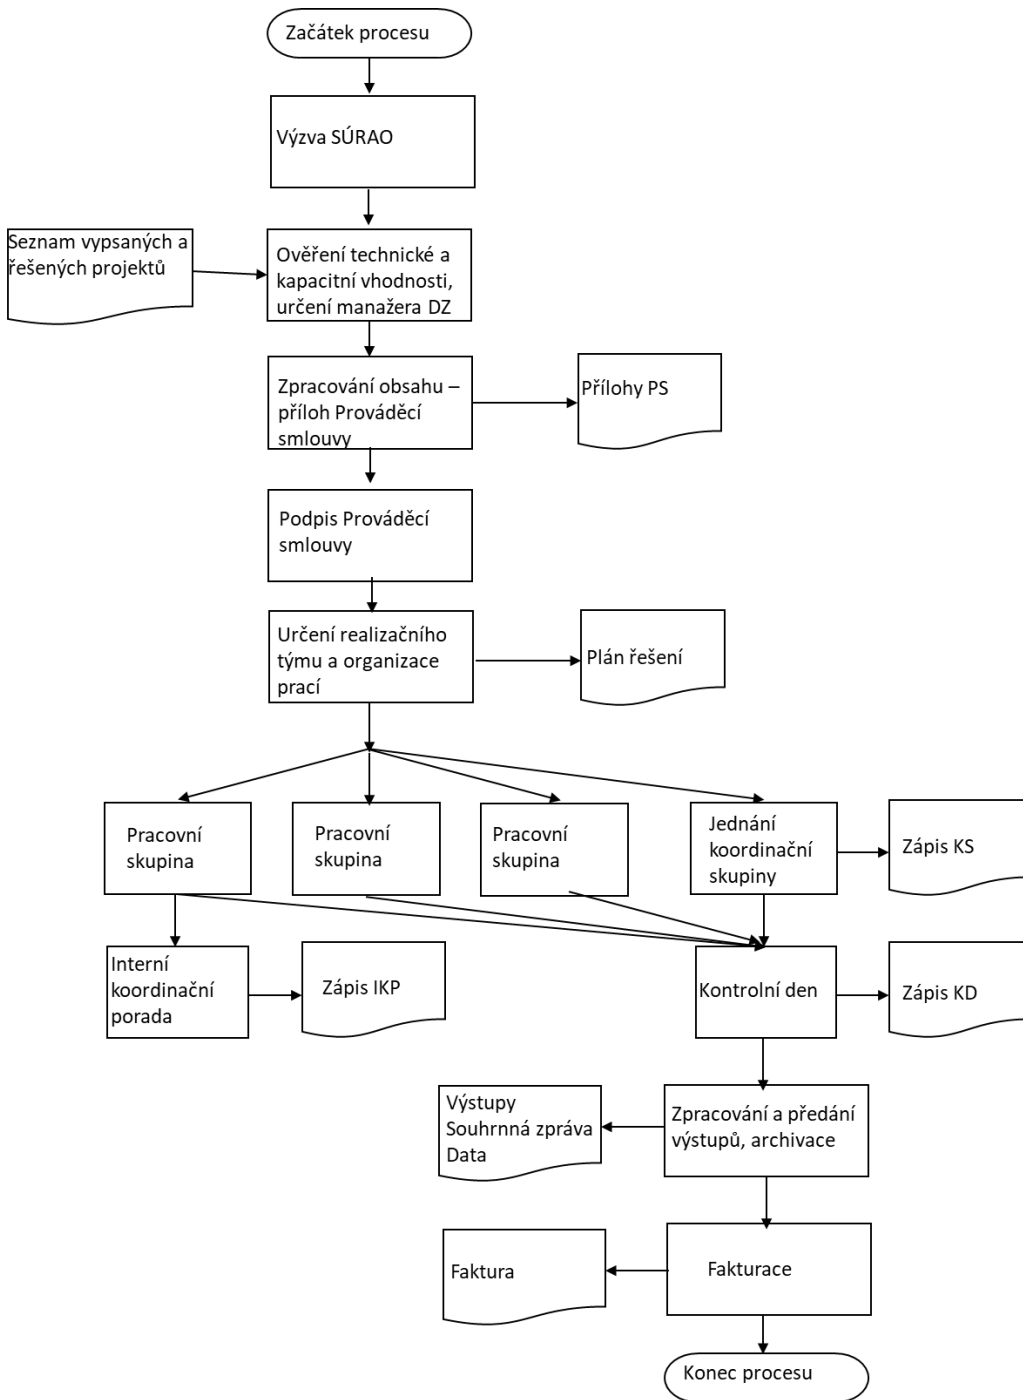 Začátek procesu
Výzva SÚRAO
Seznam vypsaných a
řešených projektů
Ověření technické a
kapacitní vhodnosti,
určení manažera DZ
Zpracování obsahu –
příloh Prováděcí
smlouvy
Přílohy PS
Podpis Prováděcí
smlouvy
Určení realizačního
týmu a organizace
prací
Plán řešení
Pracovní
skupina
Pracovní
skupina
Pracovní
skupina
Jednání
koordinační
skupiny
Zápis KS
Interní
koordinační
porada
Zápis IKP
Kontrolní den
Zápis KD
Výstupy
Souhrnná zpráva
Data
Zpracování a předání
výstupů, archivace
Faktura
Fakturace
Konec procesu